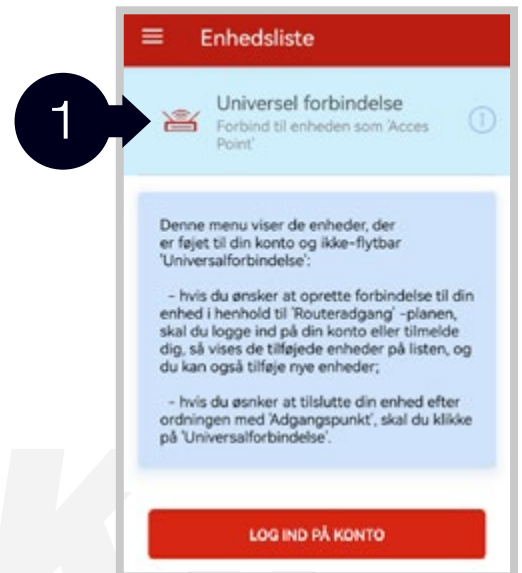 Enhedsliste
1
Universel forbindelse
Forbind til enheden som 'Acces
Point'
Denne menu viser de enheder, der
er føjet til din konto og ikke-flytbar
'Universalforbindelse':
- hvis du ønsker at oprette forbindelse til din
enhed i henhold til 'Routeradgang' -planen,
skal du logge ind på din konto eller tilmelde
dig, så vises de tilføjede enheder på listen, og
du kan også tilføje nye enheder;
- hvis du øsnker at tilslutte din enhed efter
ordningen med 'Adgangspunkt', skal du klikke
på 'Universalforbindelse'.
LOG IND PÅ KONTO